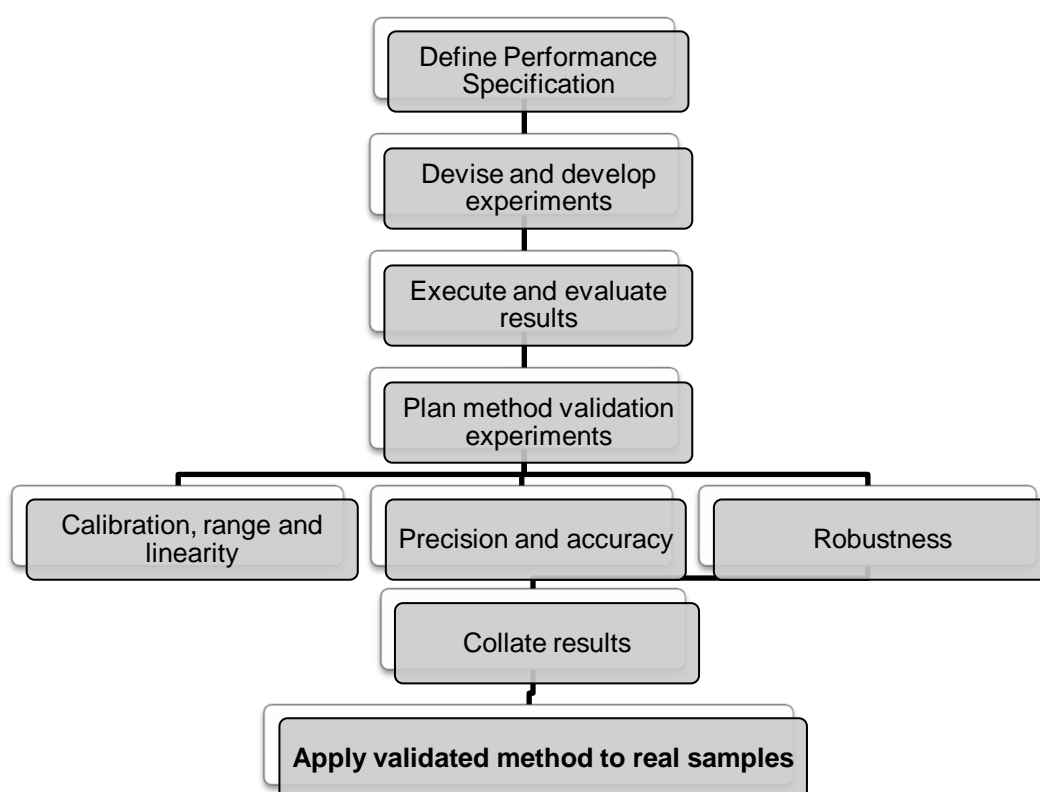 Define Performance
Specification
Devise and develop
experiments
Execute and evaluate
results
Plan method validation
experiments
Calibration, range and
linearity
Precision and accuracy
Robustness
Collate results
Apply validated method to real samples